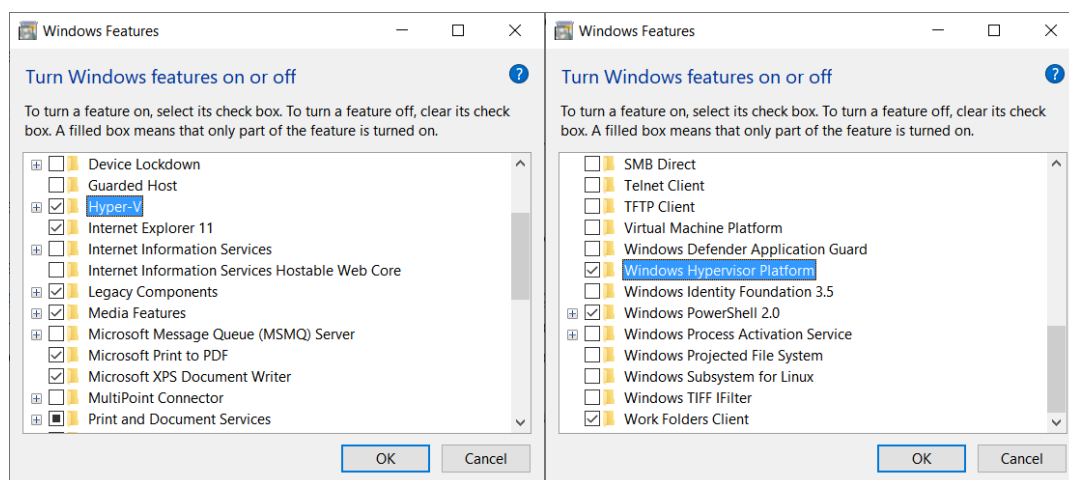 Windows Features
Turn Windows features on or off
To turn a feature on, select its check box. To turn a feature off, clear its check
box. A filled box means that only part of the feature is turned on.
Device Lockdown
Guarded Host
Hyper-V
Internet Explorer 11
Internet Information Services
Internet Information Services Hostable Web Core
Legacy Components
Media Features
Microsoft Message Queue (MSMQ) Server
Microsoft Print to PDF
Microsoft XPS Document Writer
MultiPoint Connector
Print and Document Services
OK
Cancel
Windows Features
Turn Windows features on or off
To turn a feature on, select its check box. To turn a feature off, clear its check
box. A filled box means that only part of the feature is turned on.
SMB Direct
Telnet Client
TFTP Client
Virtual Machine Platform
Windows Defender Application Guard
Windows Hypervisor Platform
Windows Identity Foundation 3.5
Windows PowerShell 2.0
Windows Process Activation Service
Windows Projected File System
Windows Subsystem for Linux
Windows TIFF IFilter
Work Folders Client
OK
Cancel